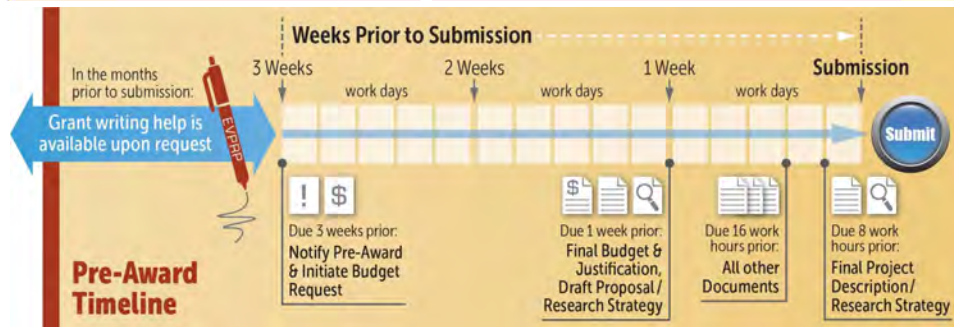 Weeks Prior to Submission
In the months
prior to submission:
3 Weeks
2 Weeks
1 Week
Submission
work days
work days
work days
Grant writing help is
available upon request
EVPRP
Submit
Due 3 weeks prior:
Notify Pre-Award
& Initiate Budget
Request
Due 1 week prior:
Final Budget &
Justification,
Draft Proposal/
Research Strategy
Due 16 work
hours prior:
All other
Documents
Due 8 work
hours prior:
Final Project
Description/
Research Strategy
Pre-Award
Timeline
! $
$